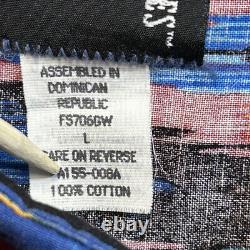 ES™
ASSEMBLED IN
DOMINICAN
REPUBLIC
FS706GW
L
CARE ON REVERSE
A155-008A
100% COTTON